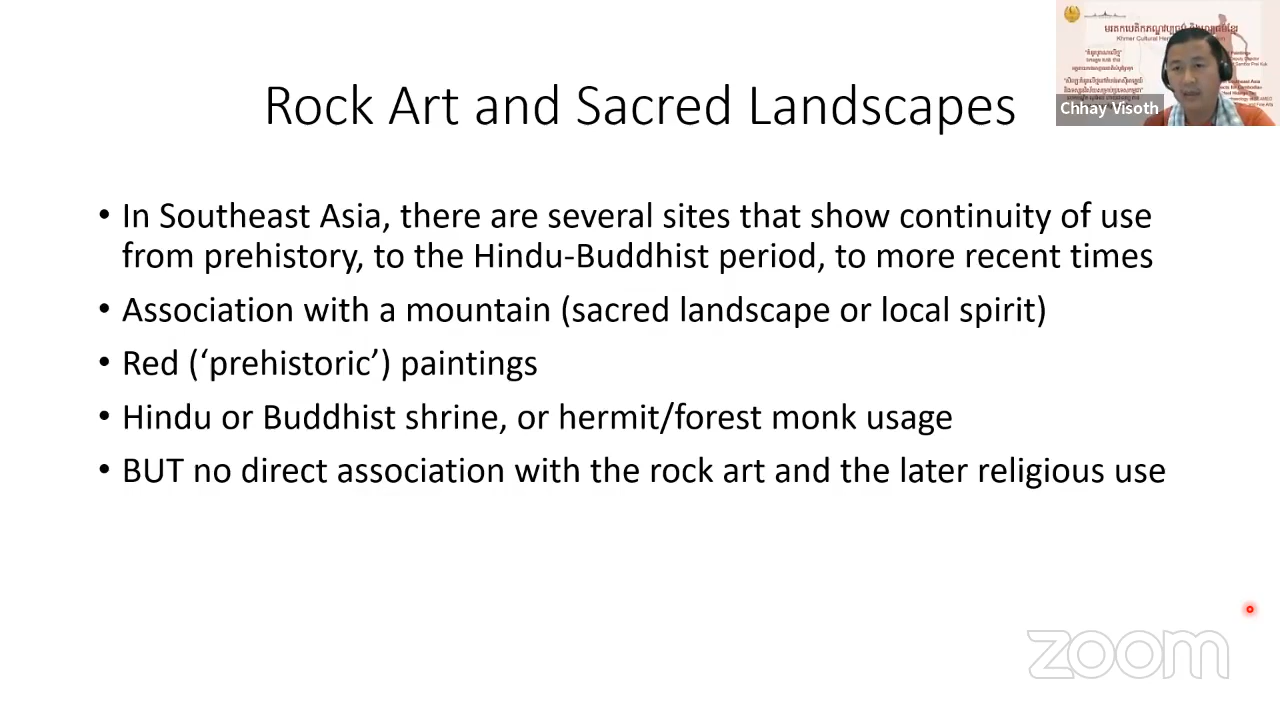 Rock Art and Sacred Landscapes
Chhay Visoth
• In Southeast Asia, there are several sites that show continuity of use
from prehistory, to the Hindu-Buddhist period, to more recent times
• Association with a mountain (sacred landscape or local spirit)
• Red (‘prehistoric’) paintings
• Hindu or Buddhist shrine, or hermit/forest monk usage
• BUT no direct association with the rock art and the later religious use
zoom